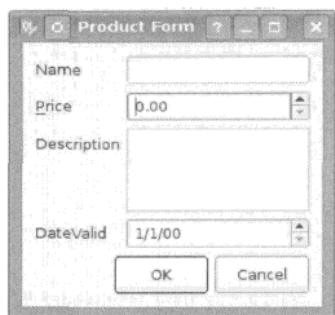 Product Form ?
Name
Price 0.00
Description
DateValid 1/1/00
OK Cancel